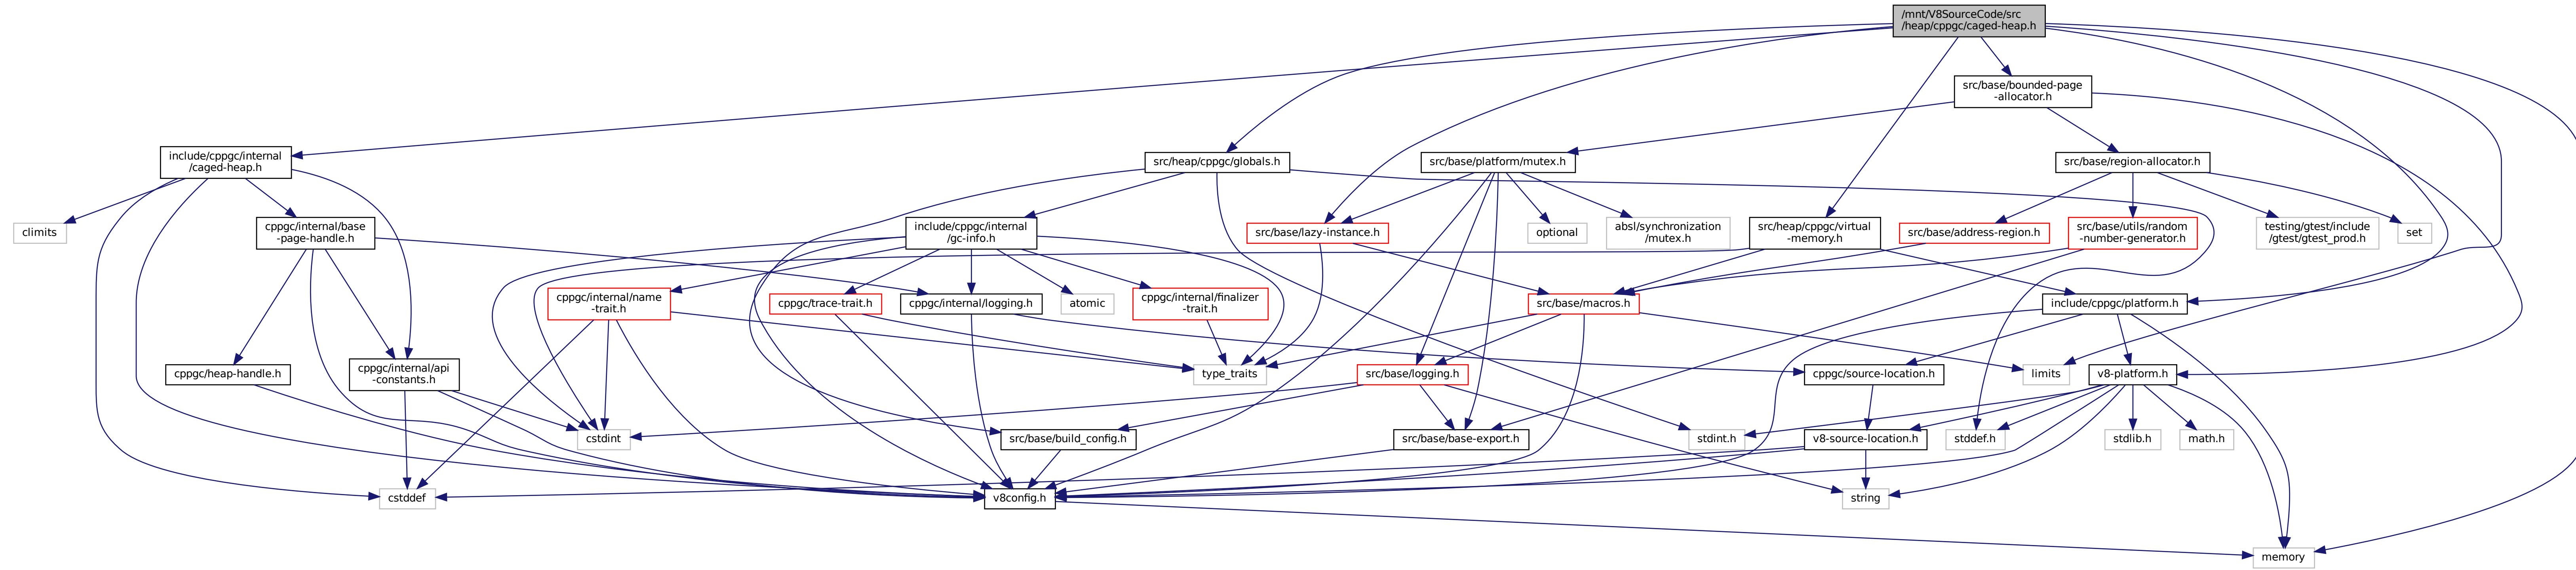 /mnt/V8SourceCode/src
/heap/cppgc/caged-heap.h
src/base/bounded-page
-allocator.h
include/cppgc/internal
/caged-heap.h
src/heap/cppgc/globals.h
src/base/platform/mutex.h
src/base/region-allocator.h
climits
cppgc/internal/base
-page-handle.h
include/cppgc/internal
/gc-info.h
src/base/lazy-instance.h
optional
absl/synchronization
/mutex.h
src/heap/cppgc/virtual
-memory.h
src/base/address-region.h
src/base/utils/random
-number-generator.h
testing/gtest/include
/gtest/gtest_prod.h
set
cppgc/internal/name
-trait.h
cppgc/trace-trait.h
cppgc/internal/logging.h
atomic
cppgc/internal/finalizer
-trait.h
src/base/macros.h
include/cppgc/platform.h
cppgc/heap-handle.h
cppgc/internal/api
-constants.h
type_traits
src/base/logging.h
cppgc/source-location.h
limits
v8-platform.h
cstdint
src/base/build_config.h
src/base/base-export.h
stdint.h
v8-source-location.h
stddef.h
stdlib.h
math.h
cstddef
v8config.h
string
memory